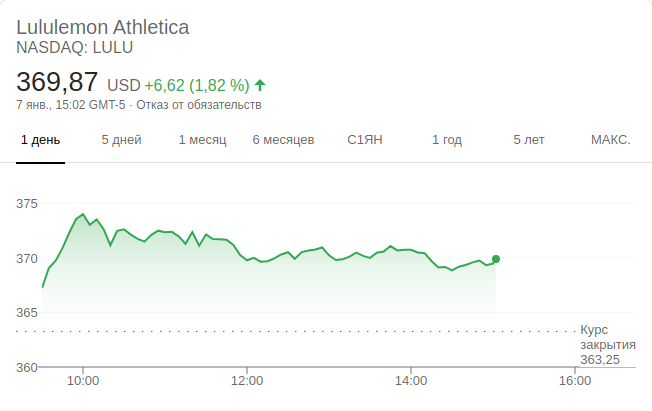 Lululemon Athletica
NASDAQ: LULU
369,87 USD +6,62 (1,82 %)
7 янв., 15:02 GMT-5 · Отказ от обязательств
1 день 5 дней 1 месяц 6 месяцев С1ЯН 1 год 5 лет МАКС.
375
370
365
Курс
закрытия
363,25
360
10:00 12:00 14:00 16:00